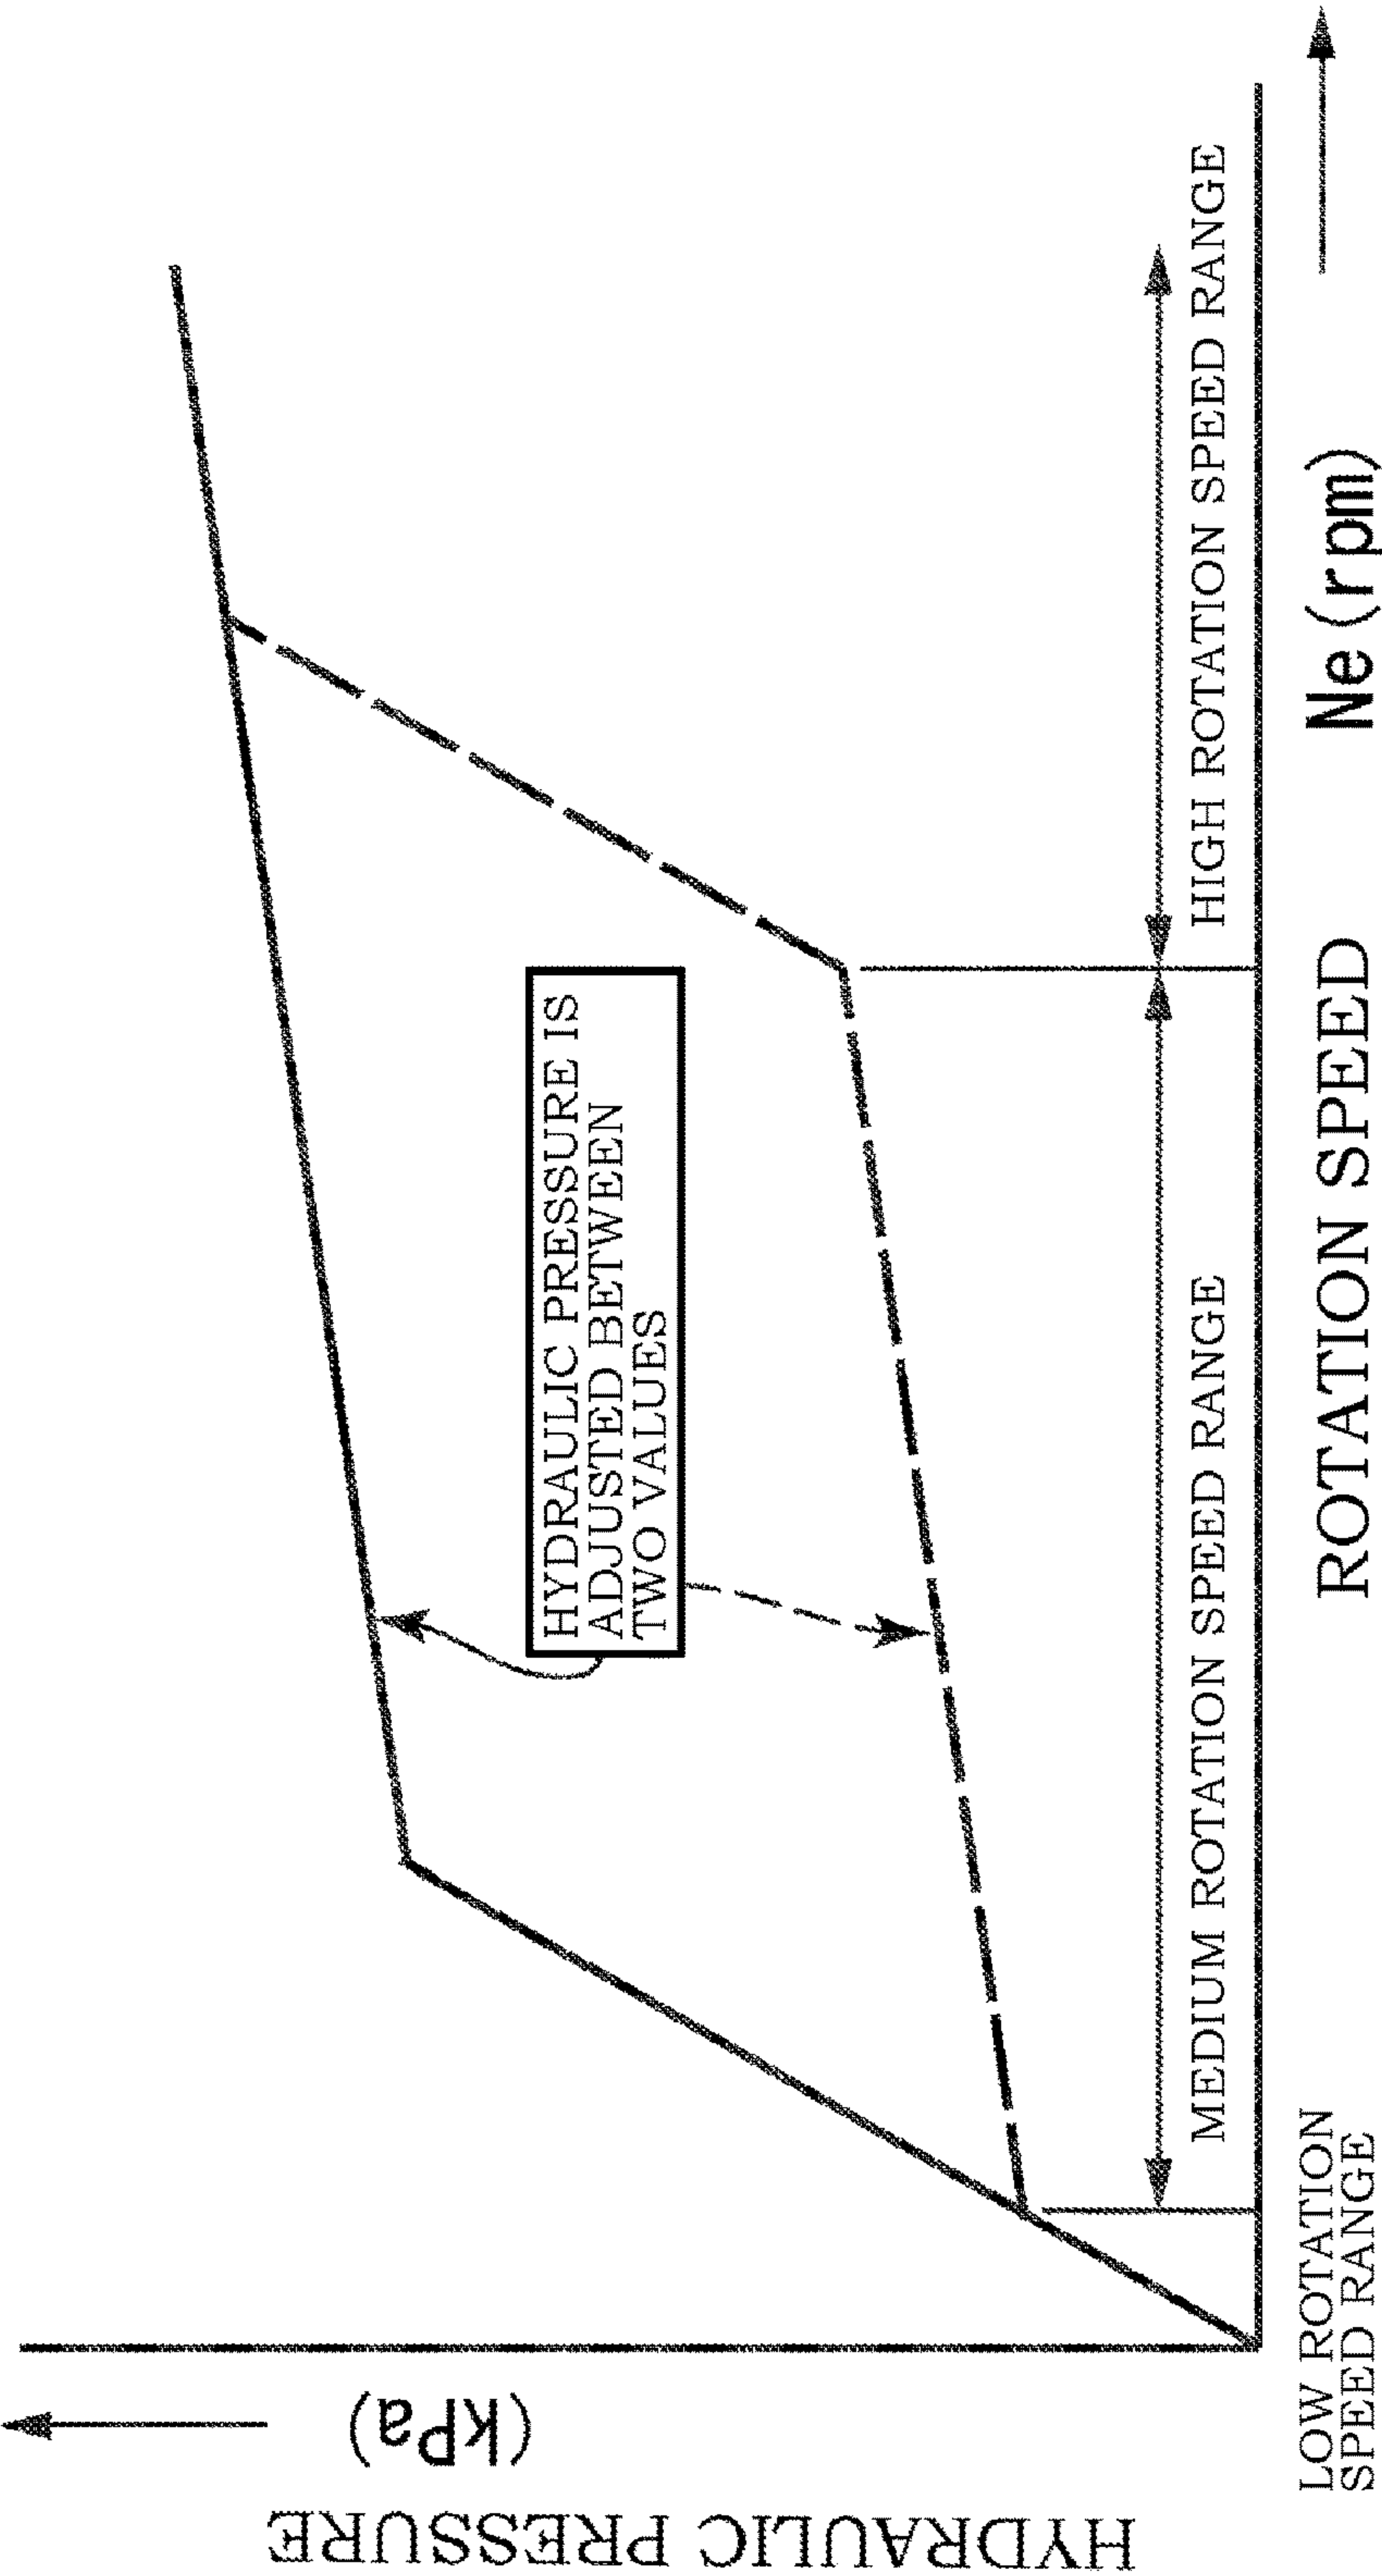 HYDRAULIC PRESSURE
(kPa)
HYDRAULIC PRESSURE IS
ADJUSTED BETWEEN
TWO VALUES
MEDIUM ROTATION SPEED RANGE
HIGH ROTATION SPEED RANGE
LOW ROTATION
SPEED RANGE
ROTATION SPEED Ne(rpm)